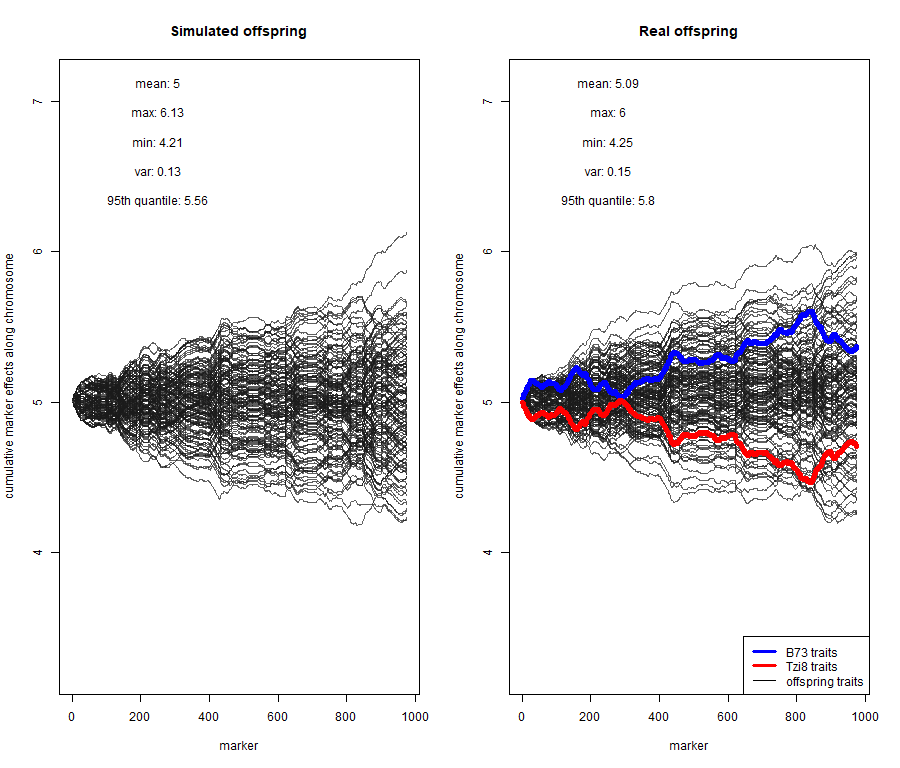 Simulated offspring
mean: 5
max: 6.13
min: 4.21
var: 0.13
95th quantile: 5.56
7
6
5
4
cumulative marker effects along chromosome
0 200 400 600 800 1000
marker
Real offspring
mean: 5.09
max: 6
min: 4.25
var: 0.15
95th quantile: 5.8
7
6
5
4
cumulative marker effects along chromosome
B73 traits
Tzi8 traits
offspring traits
0 200 400 600 800 1000
marker